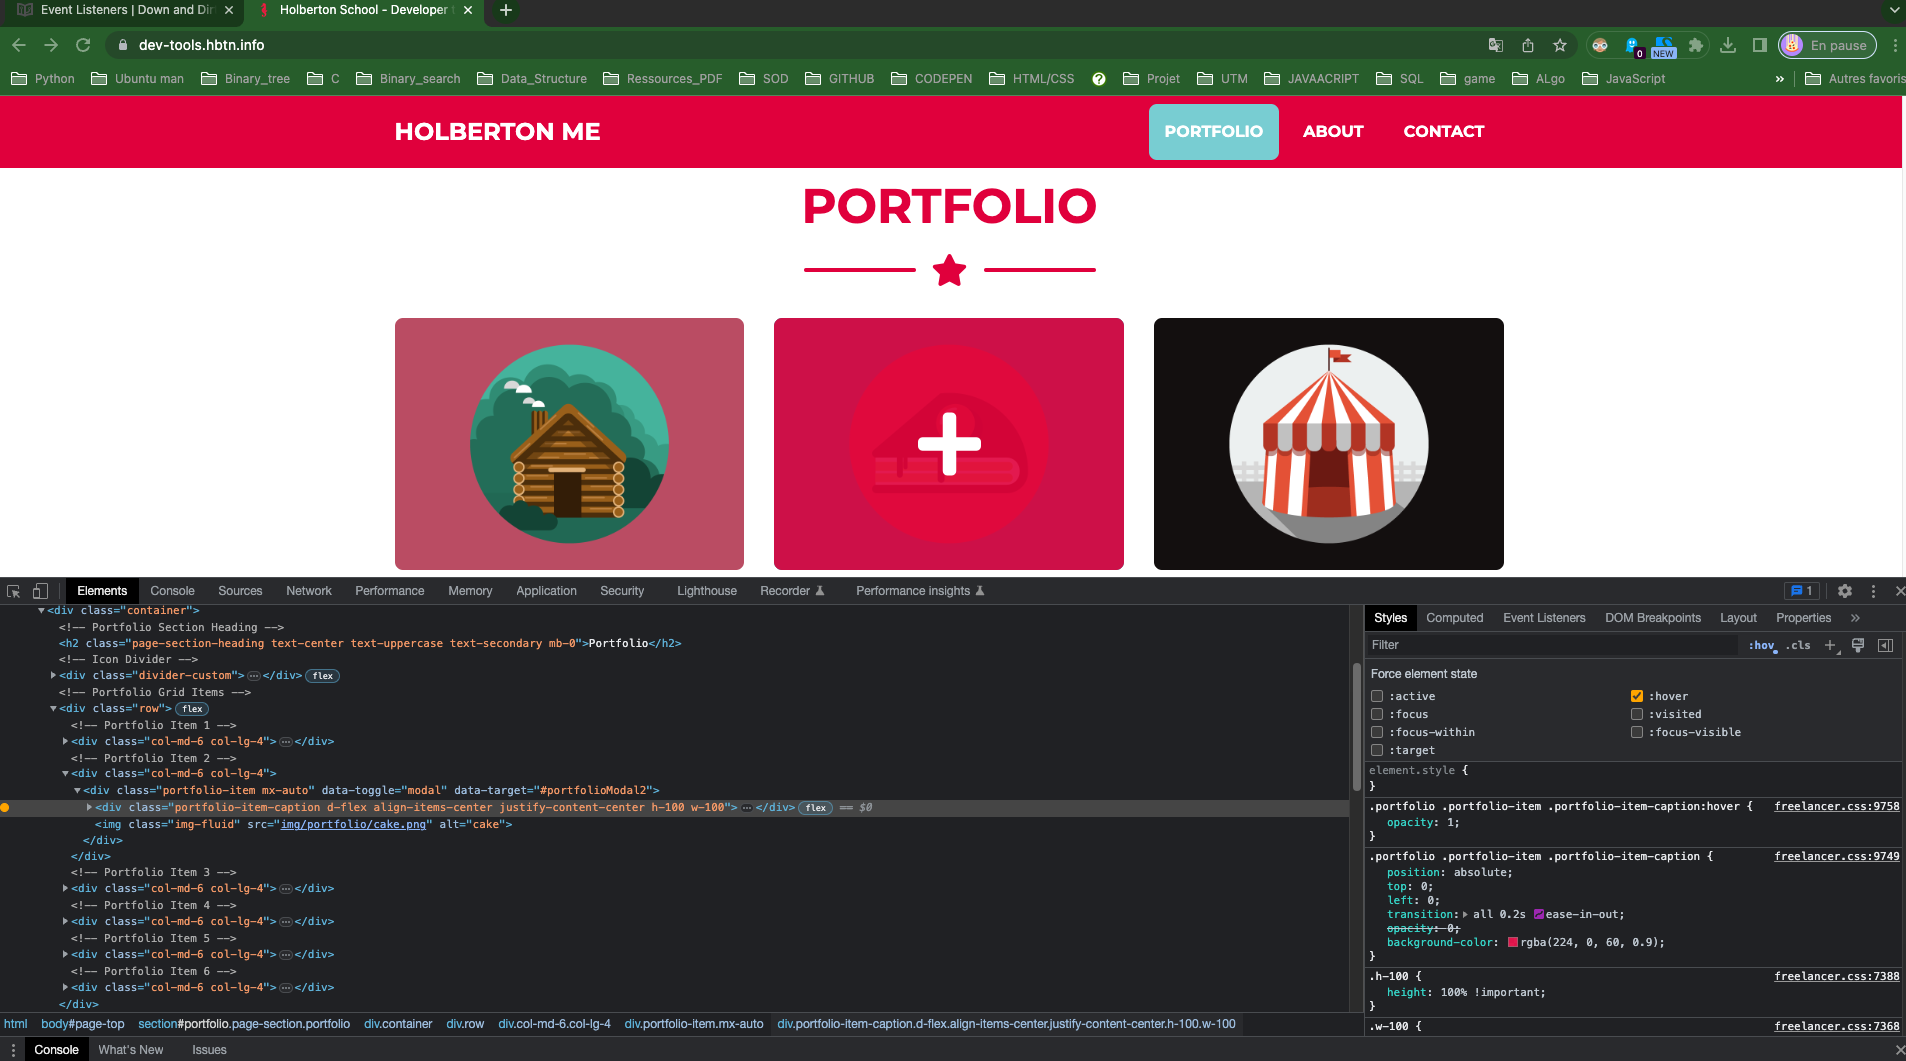 Event Listeners | Down and Dir
Holberton School - Developer t
dev-tools.hbtn.info
0
NEW
En pause
Python
Ubuntu man
Binary_tree
C
Binary_search
Data_Structure
Ressources_PDF
SOD
GITHUB
CODEPEN
HTML/CSS
Projet
UTM
JAVAACRIPT
SQL
game
ALgo
JavaScript
»
Autres favoris
HOLBERTON ME
PORTFOLIO
ABOUT
CONTACT
PORTFOLIO
Elements
Console
Sources
Network
Performance
Memory
Application
Security
Lighthouse
Recorder
Performance insights
1
<div class="container">
<!-- Portfolio Section Heading -->
<h2 class="page-section-heading text-center text-uppercase text-secondary mb-0">Portfolio</h2>
<!-- Icon Divider -->
<div class="divider-custom">…</div> flex
<!-- Portfolio Grid Items -->
<div class="row"> flex
<!-- Portfolio Item 1 -->
<div class="col-md-6 col-lg-4">…</div>
<!-- Portfolio Item 2 -->
<div class="col-md-6 col-lg-4">
<div class="portfolio-item mx-auto" data-toggle="modal" data-target="#portfolioModal2">
<div class="portfolio-item-caption d-flex align-items-center justify-content-center h-100 w-100">…</div> flex == $0
<img class="img-fluid" src="img/portfolio/cake.png" alt="cake">
</div>
</div>
<!-- Portfolio Item 3 -->
<div class="col-md-6 col-lg-4">…</div>
<!-- Portfolio Item 4 -->
<div class="col-md-6 col-lg-4">…</div>
<!-- Portfolio Item 5 -->
<div class="col-md-6 col-lg-4">…</div>
<!-- Portfolio Item 6 -->
<div class="col-md-6 col-lg-4">…</div>
</div>
html body#page-top section#portfolio.page-section.portfolio div.container div.row div.col-md-6.col-lg-4 div.portfolio-item.mx-auto div.portfolio-item-caption.d-flex.align-items-center.justify-content-center.h-100.w-100
Styles
Computed
Event Listeners
DOM Breakpoints
Layout
Properties
»
Filter
:hov
.cls
+
Force element state
:active
:hover
:focus
:visited
:focus-within
:focus-visible
:target
element.style {
}
.portfolio .portfolio-item .portfolio-item-caption:hover { freelancer.css:9758
opacity: 1;
}
.portfolio .portfolio-item .portfolio-item-caption { freelancer.css:9749
position: absolute;
top: 0;
left: 0;
transition: all 0.2s ease-in-out;
opacity: 0;
background-color: rgba(224, 0, 60, 0.9);
}
.h-100 { freelancer.css:7388
height: 100% !important;
}
.w-100 { freelancer.css:7368
Console
What's New
Issues